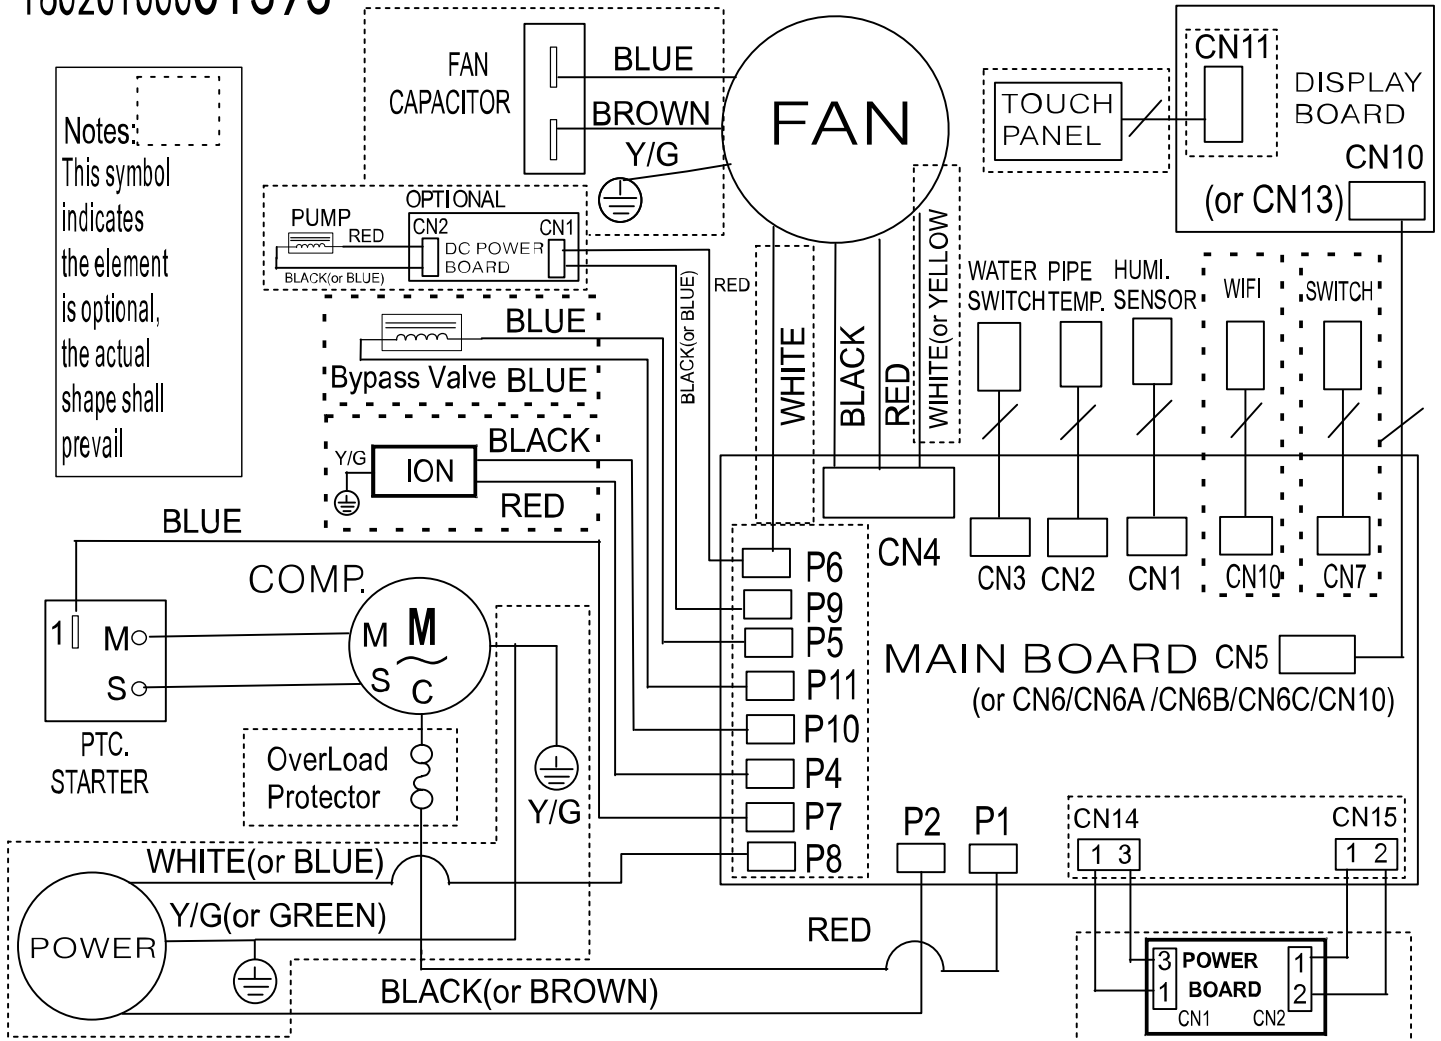 Notes:
This symbol
indicates
the element
is optional,
the actual
shape shall
prevail
FAN
CAPACITOR
BLUE
BROWN
Y/G
FAN
TOUCH
PANEL
CN11
DISPLAY
BOARD
CN10
(or CN13)
OPTIONAL
PUMP
RED
BLACK(or BLUE)
CN2
CN1
DC POWER
BOARD
RED
BLACK(or BLUE)
WHITE
BLACK
RED
WIHITE(or YELLOW)
WATER
SWITCH
PIPE
TEMP.
HUMI.
SENSOR
WIFI
SWITCH
BLUE
Bypass Valve BLUE
Y/G
ION
BLACK
RED
BLUE
COMP.
1
M
S
PTC.
STARTER
M
M
S
C
OverLoad
Protector
Y/G
P6
P9
P5
P11
P10
P4
P7
P8
CN4
CN3
CN2
CN1
CN10
CN7
MAIN BOARD
CN5
(or CN6/CN6A /CN6B/CN6C/CN10)
P2
P1
CN14
1 3
CN15
1 2
POWER
WHITE(or BLUE)
Y/G(or GREEN)
BLACK(or BROWN)
RED
3
1
POWER
BOARD
1
2
CN1
CN2